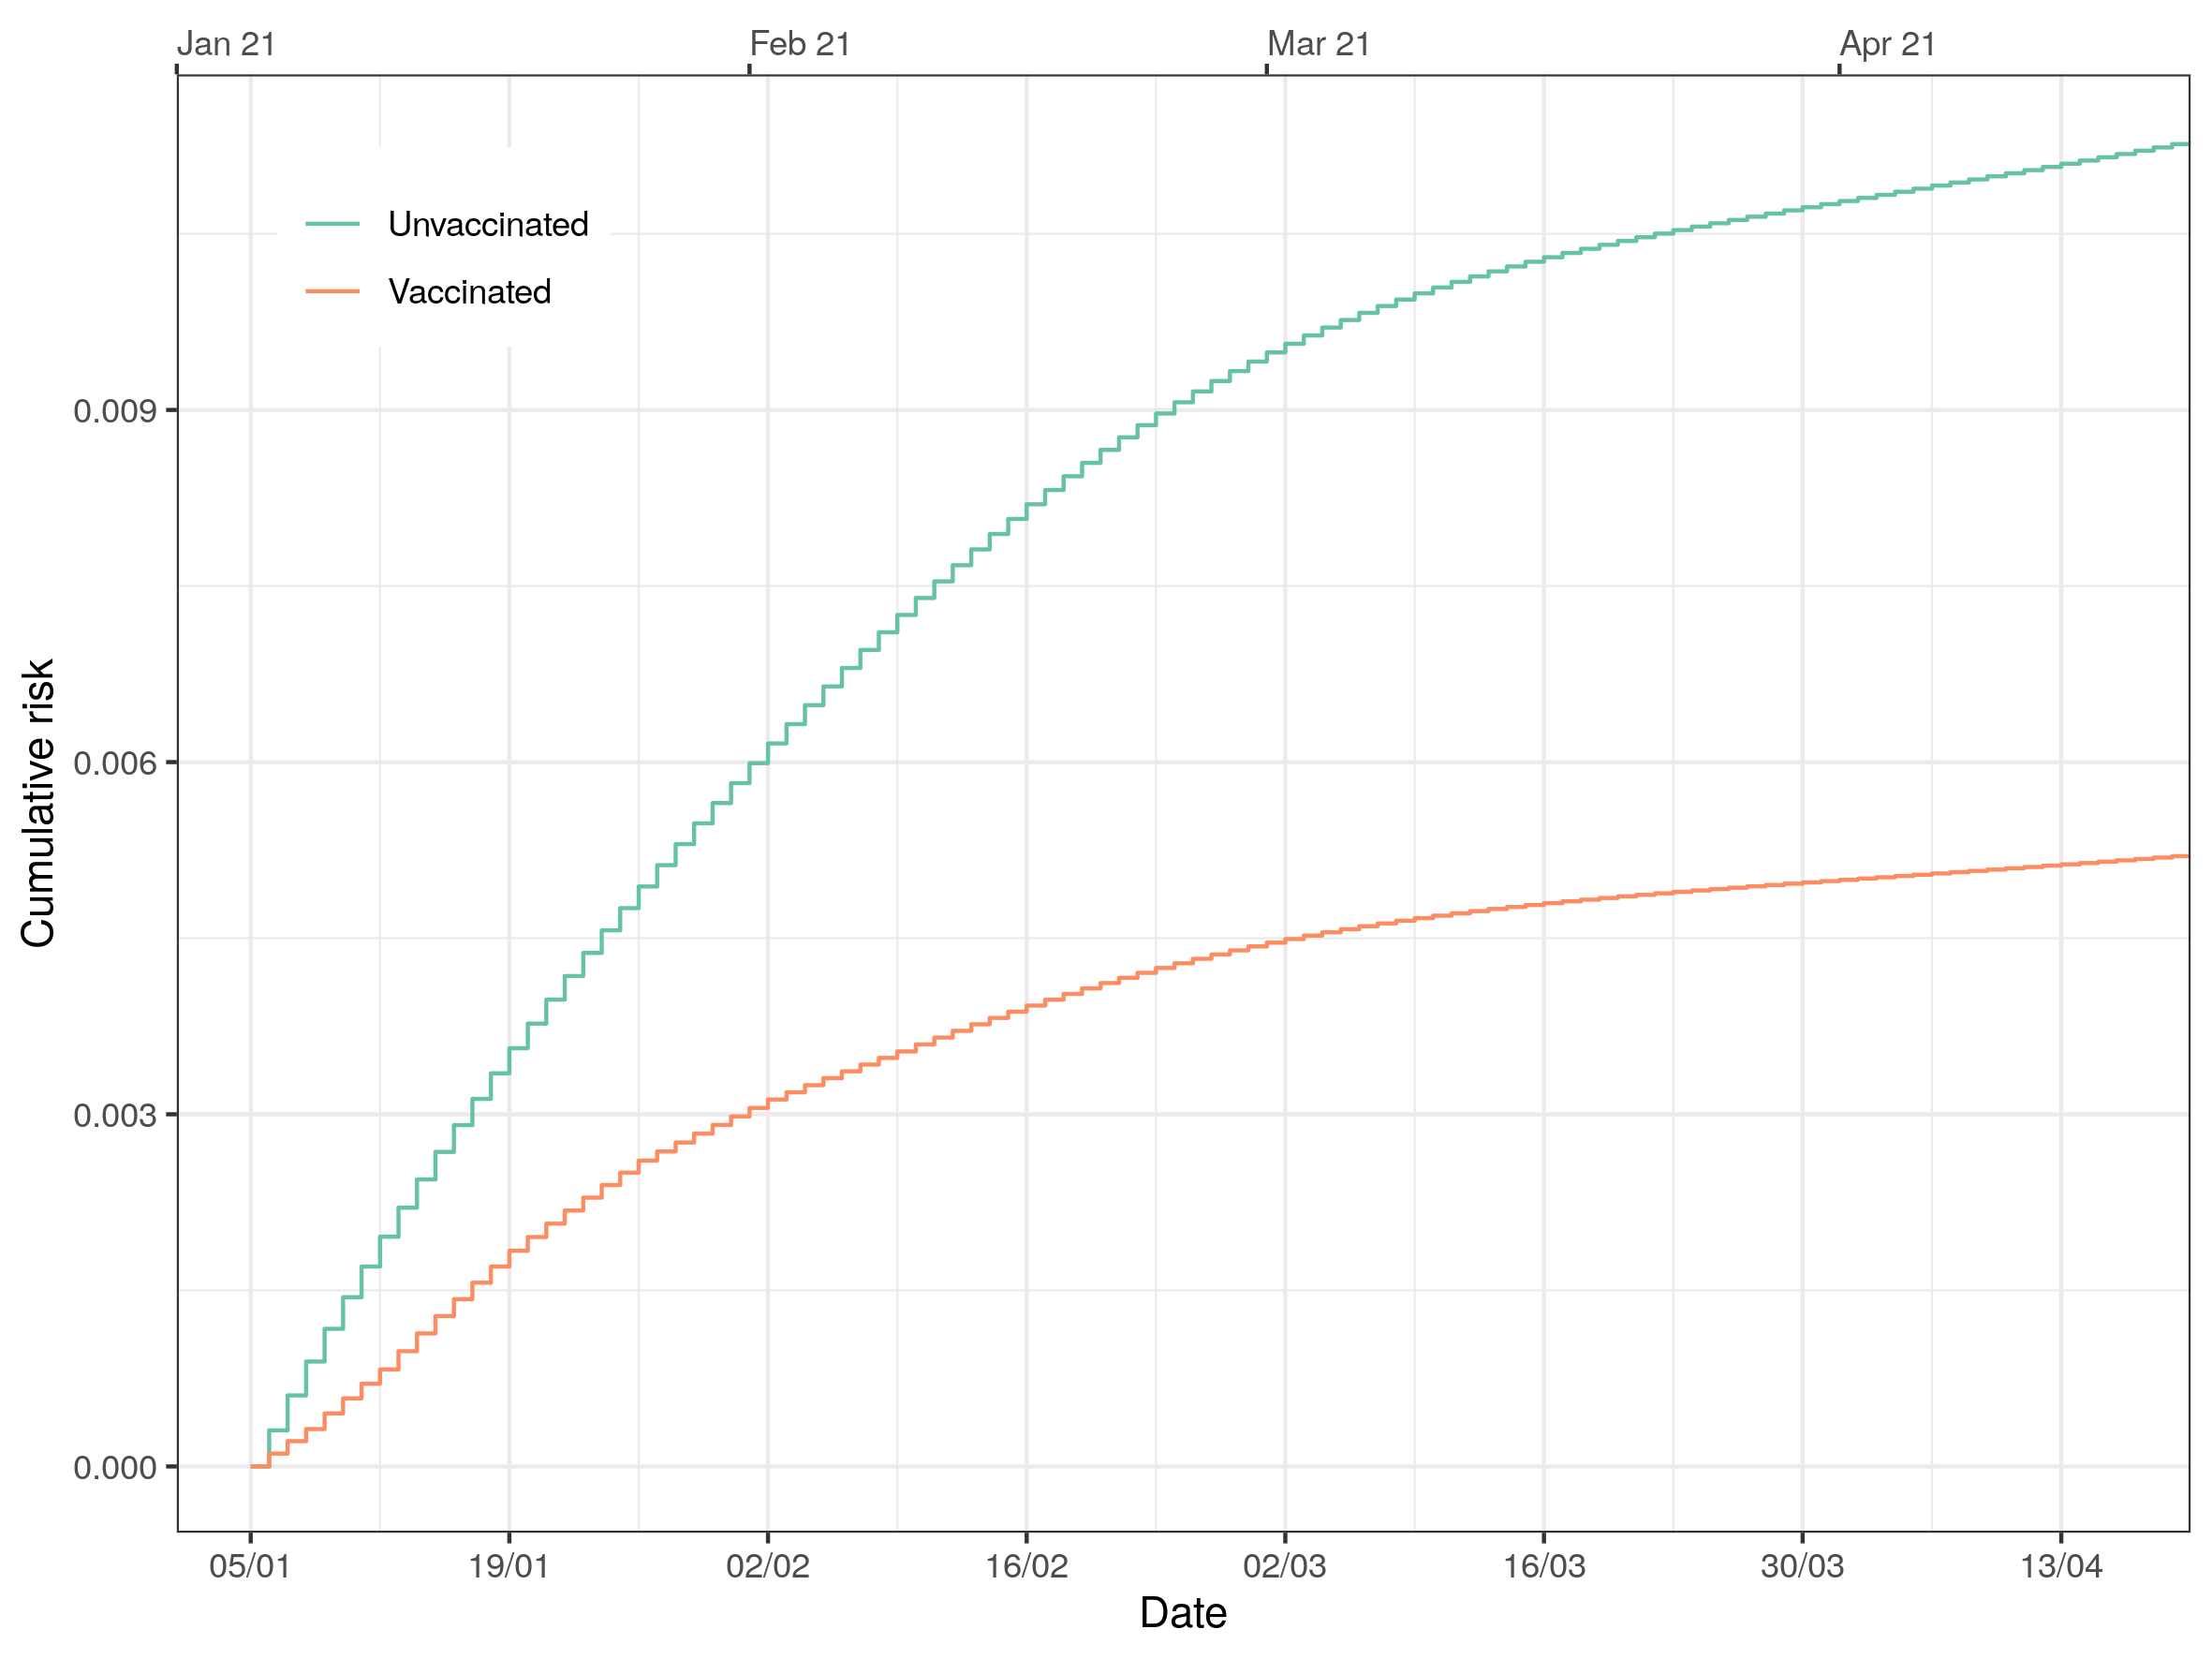 Jan 21 Feb 21 Mar 21 Apr 21
Unvaccinated
Vaccinated
0.009
0.006
0.003
0.000
Cumulative risk
05/01 19/01 02/02 16/02 02/03 16/03 30/03 13/04
Date